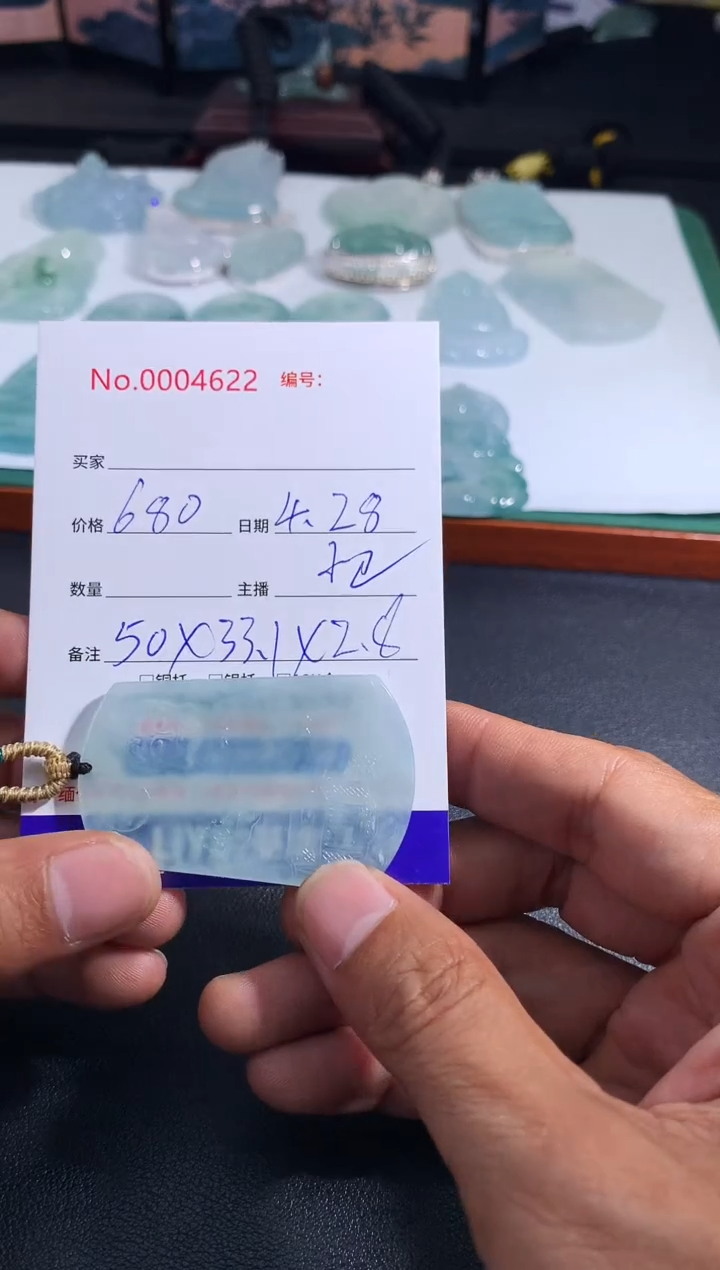 No.0004622 编号：
买家
价格 680 日期 4.28
数量 主播
备注 50X33.1X2.8
缅